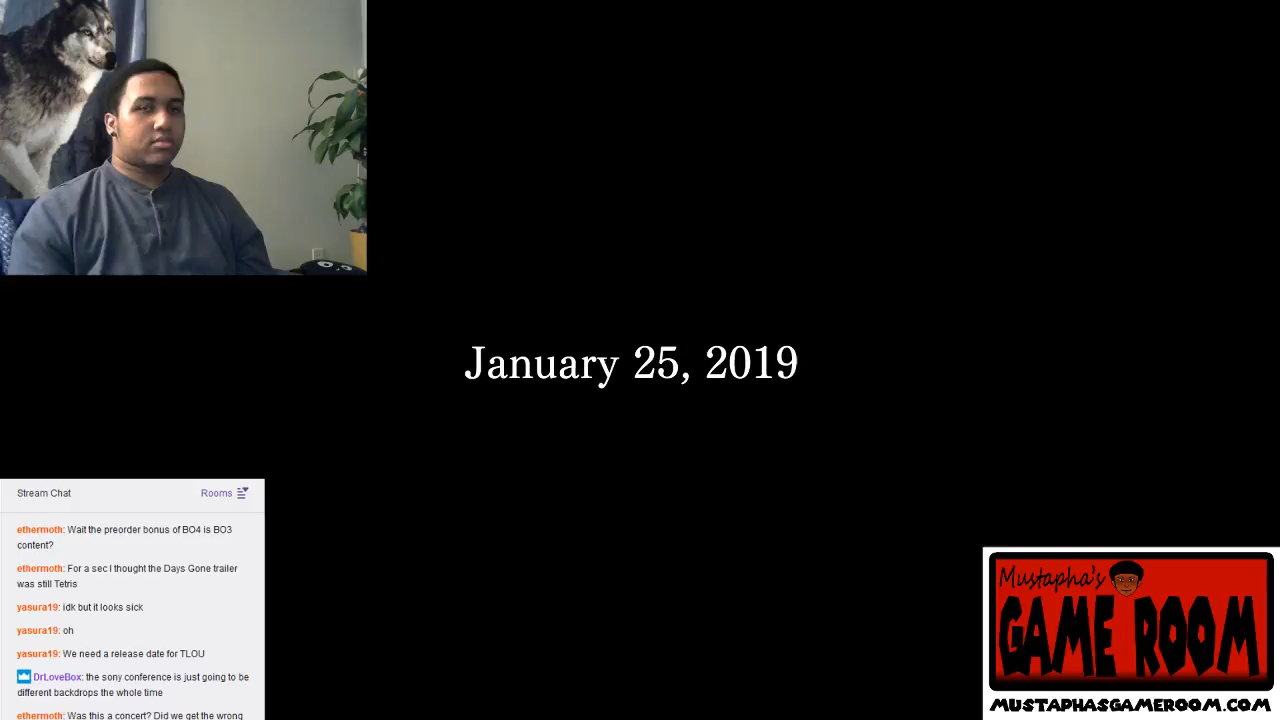 January 25, 2019
Stream Chat Rooms
ethermoth: Wait the preorder bonus of BO4 is BO3
content?
ethermoth: For a sec I thought the Days Gone trailer
was still Tetris
yasura19: idk but it looks sick
yasura19: oh
yasura19: We need a release date for TLOU
DrLoveBox: the sony conference is just going to be
different backdrops the whole time
ethermoth: Was this a concert? Did we get the wrong
Mustapha's
GAME ROOM
MUSTAPHASGAMEROOM.COM